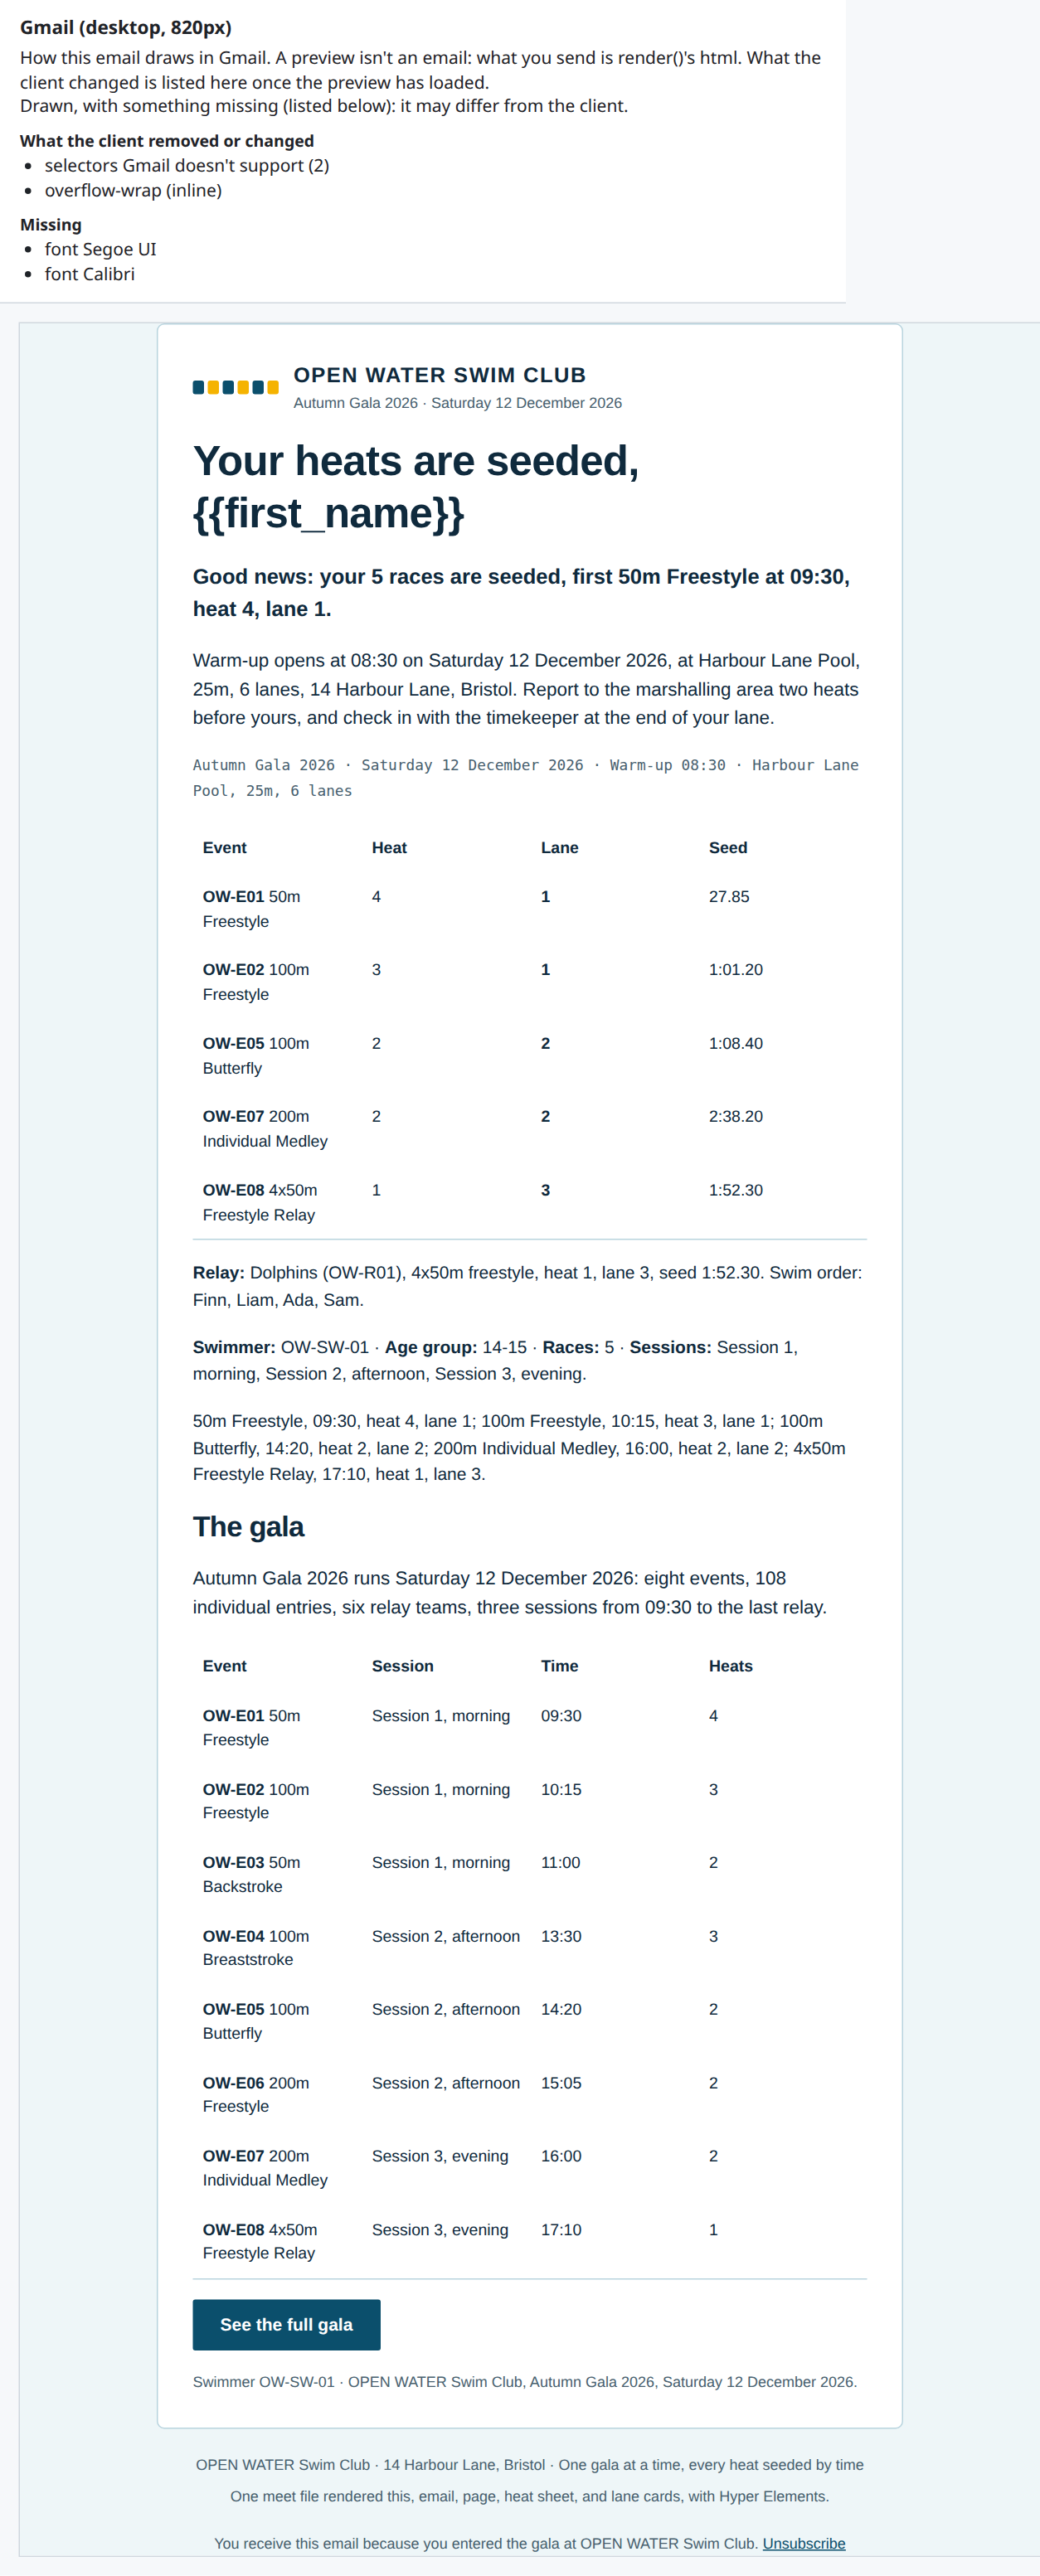 Gmail (desktop, 820px)
How this email draws in Gmail. A preview isn't an email: what you send is render()'s html. What the
client changed is listed here once the preview has loaded.
Drawn, with something missing (listed below): it may differ from the client.
What the client removed or changed
• selectors Gmail doesn't support (2)
• overflow-wrap (inline)
Missing
• font Segoe UI
• font Calibri
OPEN WATER SWIM CLUB
Autumn Gala 2026 · Saturday 12 December 2026
Your heats are seeded,
{{first_name}}
Good news: your 5 races are seeded, first 50m Freestyle at 09:30,
heat 4, lane 1.
Warm-up opens at 08:30 on Saturday 12 December 2026, at Harbour Lane Pool,
25m, 6 lanes, 14 Harbour Lane, Bristol. Report to the marshalling area two heats
before yours, and check in with the timekeeper at the end of your lane.
Autumn Gala 2026 · Saturday 12 December 2026 · Warm-up 08:30 · Harbour Lane
Pool, 25m, 6 lanes
Event Heat Lane Seed
OW-E01 50m 4 1 27.85
Freestyle
OW-E02 100m 3 1 1:01.20
Freestyle
OW-E05 100m 2 2 1:08.40
Butterfly
OW-E07 200m 2 2 2:38.20
Individual Medley
OW-E08 4x50m 1 3 1:52.30
Freestyle Relay
Relay: Dolphins (OW-R01), 4x50m freestyle, heat 1, lane 3, seed 1:52.30. Swim order:
Finn, Liam, Ada, Sam.
Swimmer: OW-SW-01 · Age group: 14-15 · Races: 5 · Sessions: Session 1,
morning, Session 2, afternoon, Session 3, evening.
50m Freestyle, 09:30, heat 4, lane 1; 100m Freestyle, 10:15, heat 3, lane 1; 100m
Butterfly, 14:20, heat 2, lane 2; 200m Individual Medley, 16:00, heat 2, lane 2; 4x50m
Freestyle Relay, 17:10, heat 1, lane 3.
The gala
Autumn Gala 2026 runs Saturday 12 December 2026: eight events, 108
individual entries, six relay teams, three sessions from 09:30 to the last relay.
Event Session Time Heats
OW-E01 50m Session 1, morning 09:30 4
Freestyle
OW-E02 100m Session 1, morning 10:15 3
Freestyle
OW-E03 50m Session 1, morning 11:00 2
Backstroke
OW-E04 100m Session 2, afternoon 13:30 3
Breaststroke
OW-E05 100m Session 2, afternoon 14:20 2
Butterfly
OW-E06 200m Session 2, afternoon 15:05 2
Freestyle
OW-E07 200m Session 3, evening 16:00 2
Individual Medley
OW-E08 4x50m Session 3, evening 17:10 1
Freestyle Relay
See the full gala
Swimmer OW-SW-01 · OPEN WATER Swim Club, Autumn Gala 2026, Saturday 12 December 2026.
OPEN WATER Swim Club · 14 Harbour Lane, Bristol · One gala at a time, every heat seeded by time
One meet file rendered this, email, page, heat sheet, and lane cards, with Hyper Elements.
You receive this email because you entered the gala at OPEN WATER Swim Club. Unsubscribe